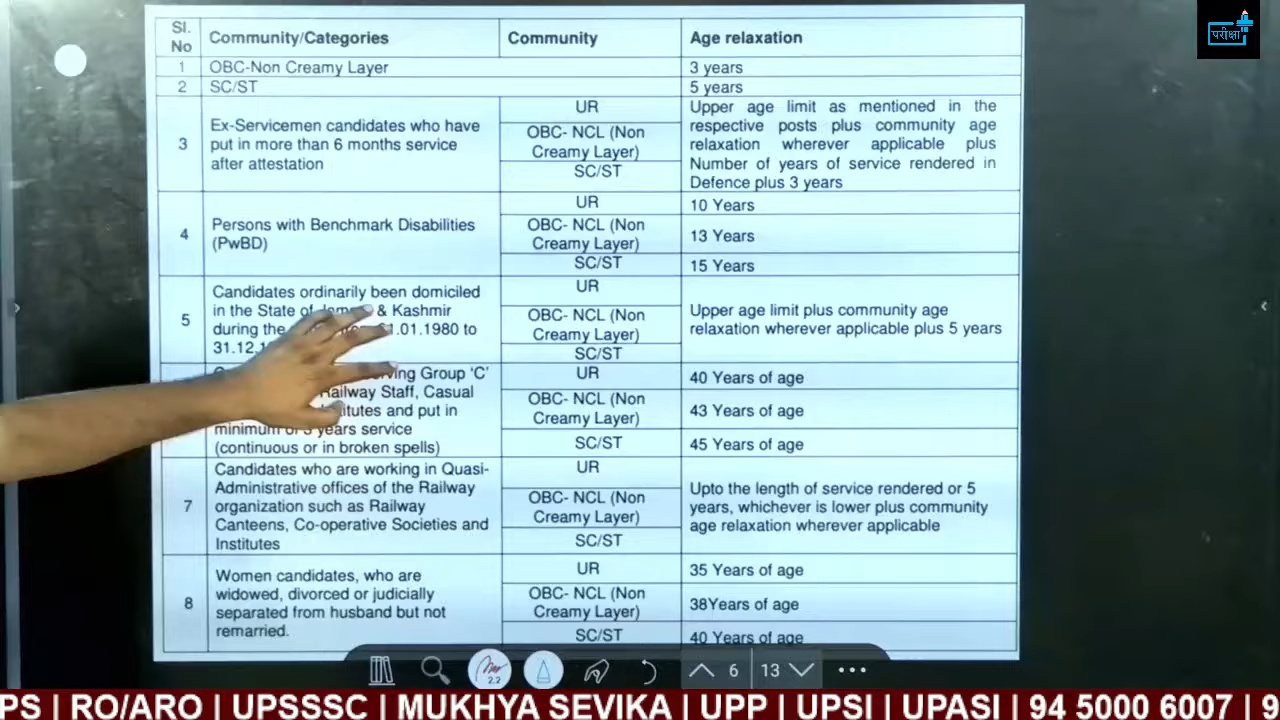 परीक्षा
Sl. No Community/Categories Community Age relaxation
1 OBC-Non Creamy Layer 3 years
2 SC/ST 5 years
3
Ex-Servicemen candidates who have
put in more than 6 months service
after attestation
UR
OBC- NCL (Non
Creamy Layer)
SC/ST
Upper age limit as mentioned in the
respective posts plus community age
relaxation wherever applicable plus
Number of years of service rendered in
Defence plus 3 years
4
Persons with Benchmark Disabilities
(PwBD)
UR
10 Years
OBC- NCL (Non
Creamy Layer)
13 Years
SC/ST
15 Years
5
Candidates ordinarily been domiciled
in the State of & Kashmir
during the .01.1980 to
31.12.
UR
OBC- NCL (Non
Creamy Layer)
SC/ST
Upper age limit plus community age
relaxation wherever applicable plus 5 years
Group ‘C’
Railway Staff, Casual
and put in
minimum years service
(continuous or in broken spells)
UR
40 Years of age
OBC- NCL (Non
Creamy Layer)
43 Years of age
SC/ST
45 Years of age
7
Candidates who are working in Quasi-
Administrative offices of the Railway
organization such as Railway
Canteens, Co-operative Societies and
Institutes
UR
OBC- NCL (Non
Creamy Layer)
SC/ST
Upto the length of service rendered or 5
years, whichever is lower plus community
age relaxation wherever applicable
8
Women candidates, who are
widowed, divorced or judicially
separated from husband but not
remarried.
UR
35 Years of age
OBC- NCL (Non
Creamy Layer)
38Years of age
SC/ST
40 Years of age
2.2 6 13
PS | RO/ARO | UPSSSC | MUKHYA SEVIKA | UPP | UPSI | UPASI | 94 5000 6007 | 9